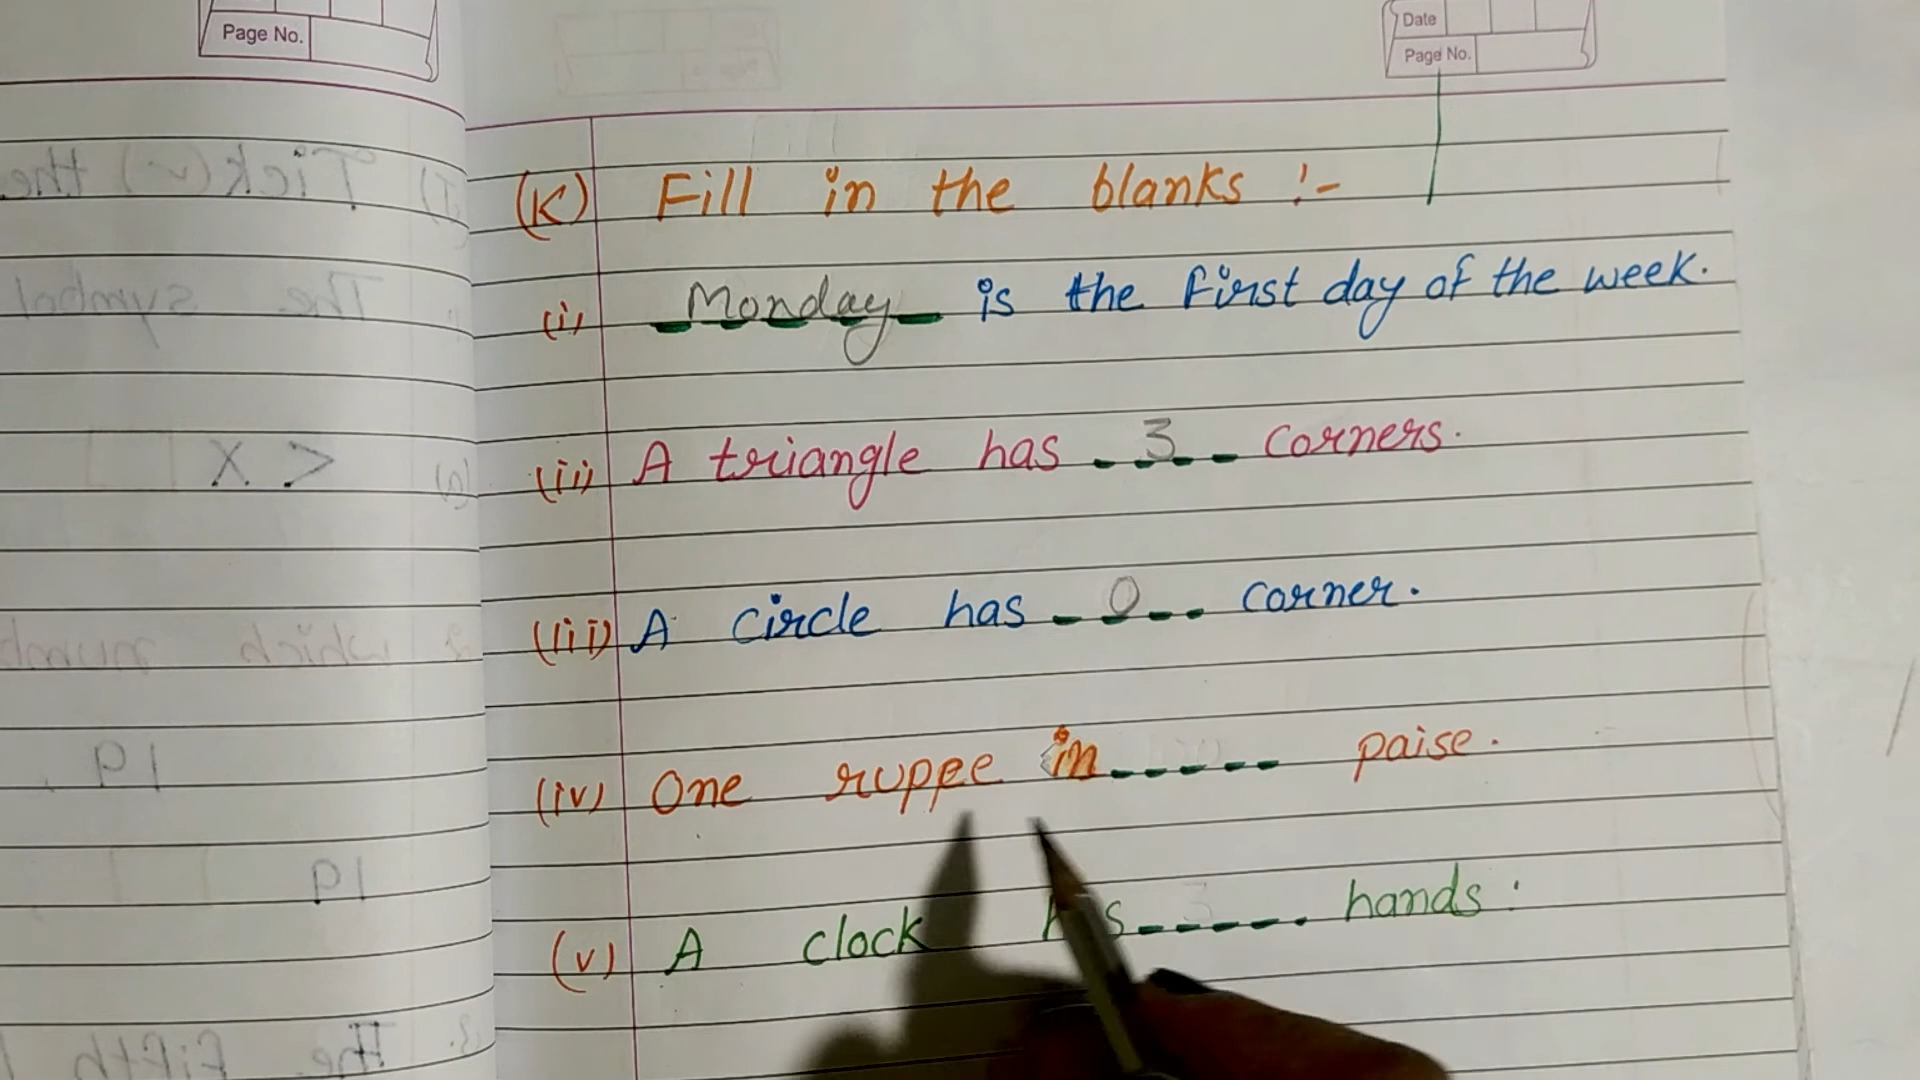 Page No.
Date
Page No.
(K) Fill in the blanks :-
(i) Monday is the first day of the week.
(ii) A triangle has 3 corners.
(iii) A circle has 0 corner.
(iv) One ruppe in ----- paise.
(v) A clock ----- hands :